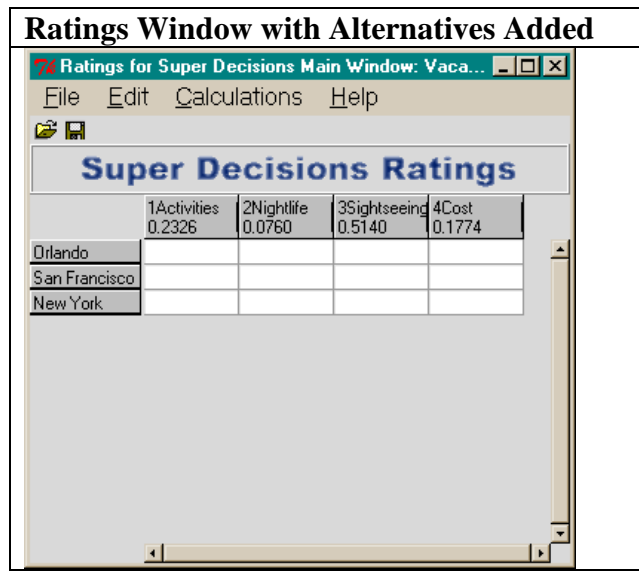 Ratings Window with Alternatives Added
76 Ratings for Super Decisions Main Window: Vaca...
File Edit Calculations Help
Super Decisions Ratings
1Activities 2Nightlife 3Sightseeing 4Cost
0.2326 0.0760 0.5140 0.1774
Orlando
San Francisco
New York